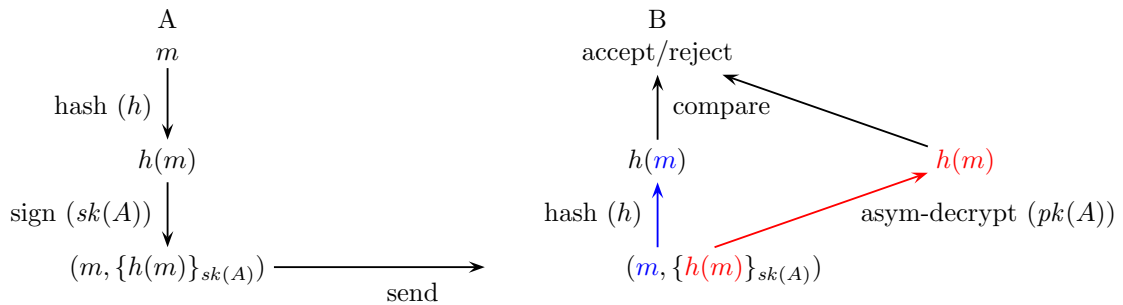 A
m
hash (h)
h(m)
sign (sk(A))
(m, {h(m)}_{sk(A)})
send
B
accept/reject
compare
h(m)
h(m)
hash (h)
asym-decrypt (pk(A))
(m, {h(m)}_{sk(A)})